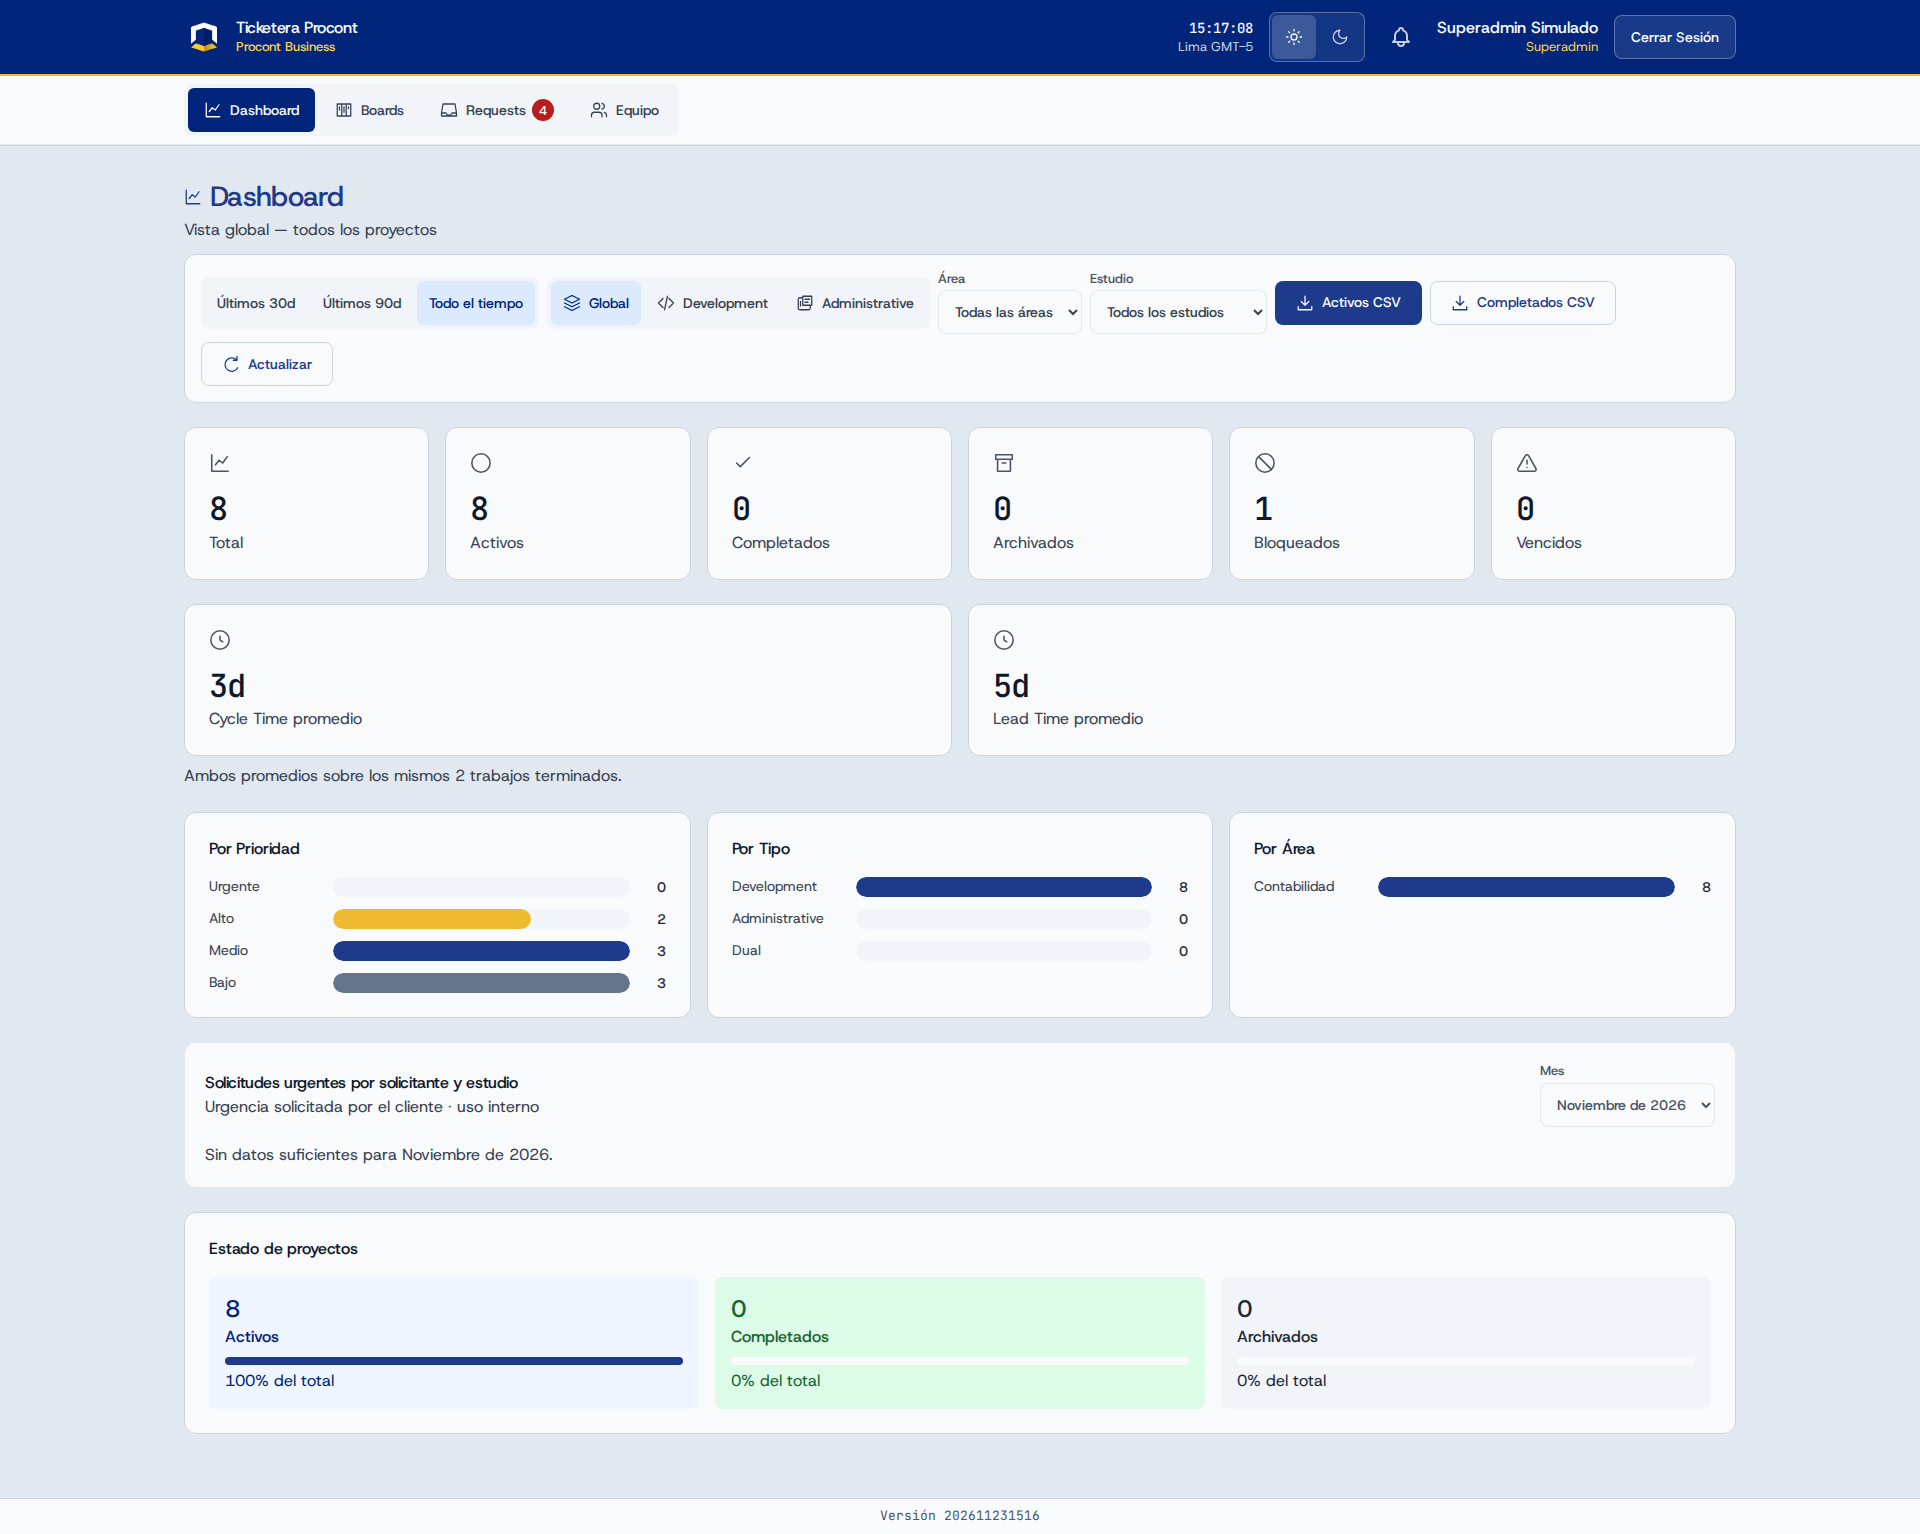 Ticketera Procont
Procont Business
15:17:08
Lima GMT-5
Superadmin Simulado
Superadmin
Cerrar Sesión
Dashboard
Boards
Requests 4
Equipo
Dashboard
Vista global — todos los proyectos
Últimos 30d
Últimos 90d
Todo el tiempo
Global
Development
Administrative
Área
Todas las áreas
Estudio
Todos los estudios
Activos CSV
Completados CSV
Actualizar
8
Total
8
Activos
0
Completados
0
Archivados
1
Bloqueados
0
Vencidos
3d
Cycle Time promedio
5d
Lead Time promedio
Ambos promedios sobre los mismos 2 trabajos terminados.
Por Prioridad
Urgente 0
Alto 2
Medio 3
Bajo 3
Por Tipo
Development 8
Administrative 0
Dual 0
Por Área
Contabilidad 8
Solicitudes urgentes por solicitante y estudio
Urgencia solicitada por el cliente · uso interno
Mes
Noviembre de 2026
Sin datos suficientes para Noviembre de 2026.
Estado de proyectos
8
Activos
100% del total
0
Completados
0% del total
0
Archivados
0% del total
Versión 202611231516